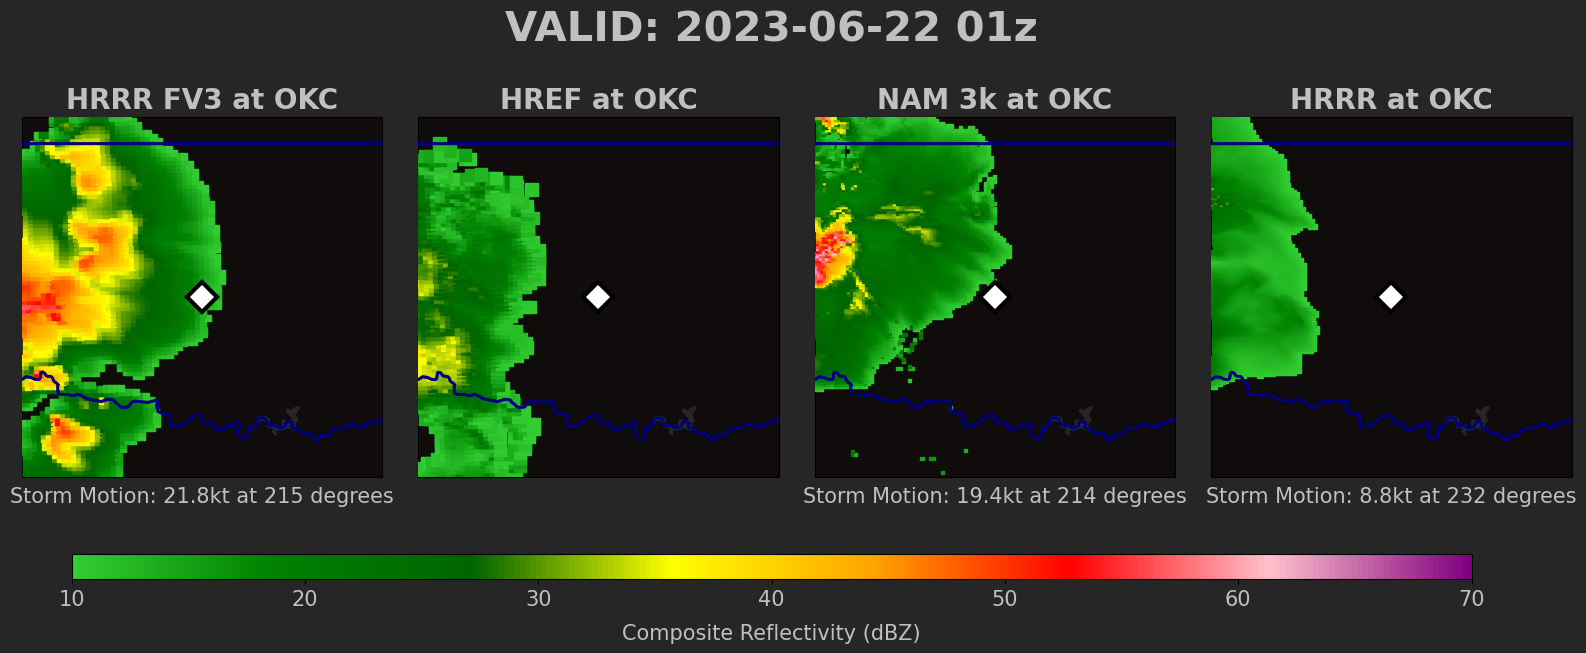 VALID: 2023-06-22 01z
HRRR FV3 at OKC
HREF at OKC
NAM 3k at OKC
HRRR at OKC
Storm Motion: 21.8kt at 215 degrees
Storm Motion: 19.4kt at 214 degrees
Storm Motion: 8.8kt at 232 degrees
10 20 30 40 50 60 70
Composite Reflectivity (dBZ)